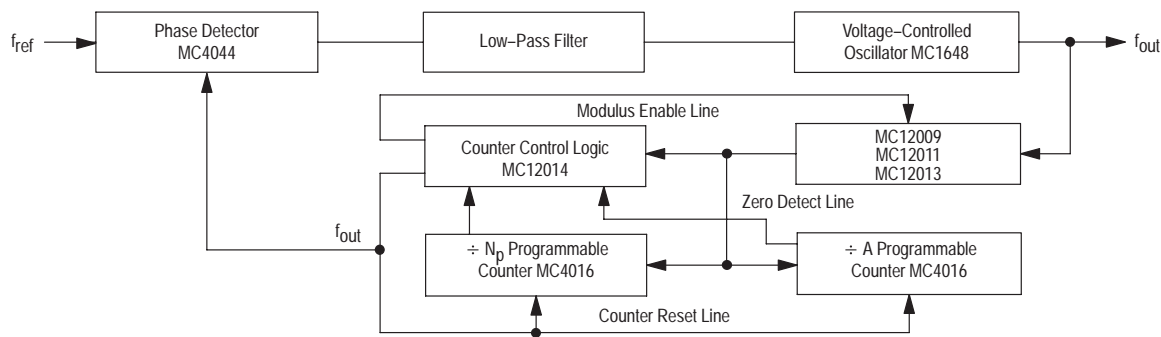 f_ref
Phase Detector
MC4044
Low–Pass Filter
Voltage–Controlled
Oscillator MC1648
f_out
Modulus Enable Line
Counter Control Logic
MC12014
MC12009
MC12011
MC12013
Zero Detect Line
f_out
÷ N_p Programmable
Counter MC4016
÷ A Programmable
Counter MC4016
Counter Reset Line